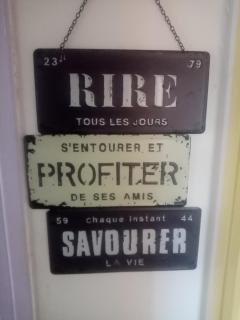 23 79
RIRE
TOUS LES JOURS
S'ENTOURER ET
PROFITER
DE SES AMIS
59 chaque instant 44
SAVOURER
LA VIE